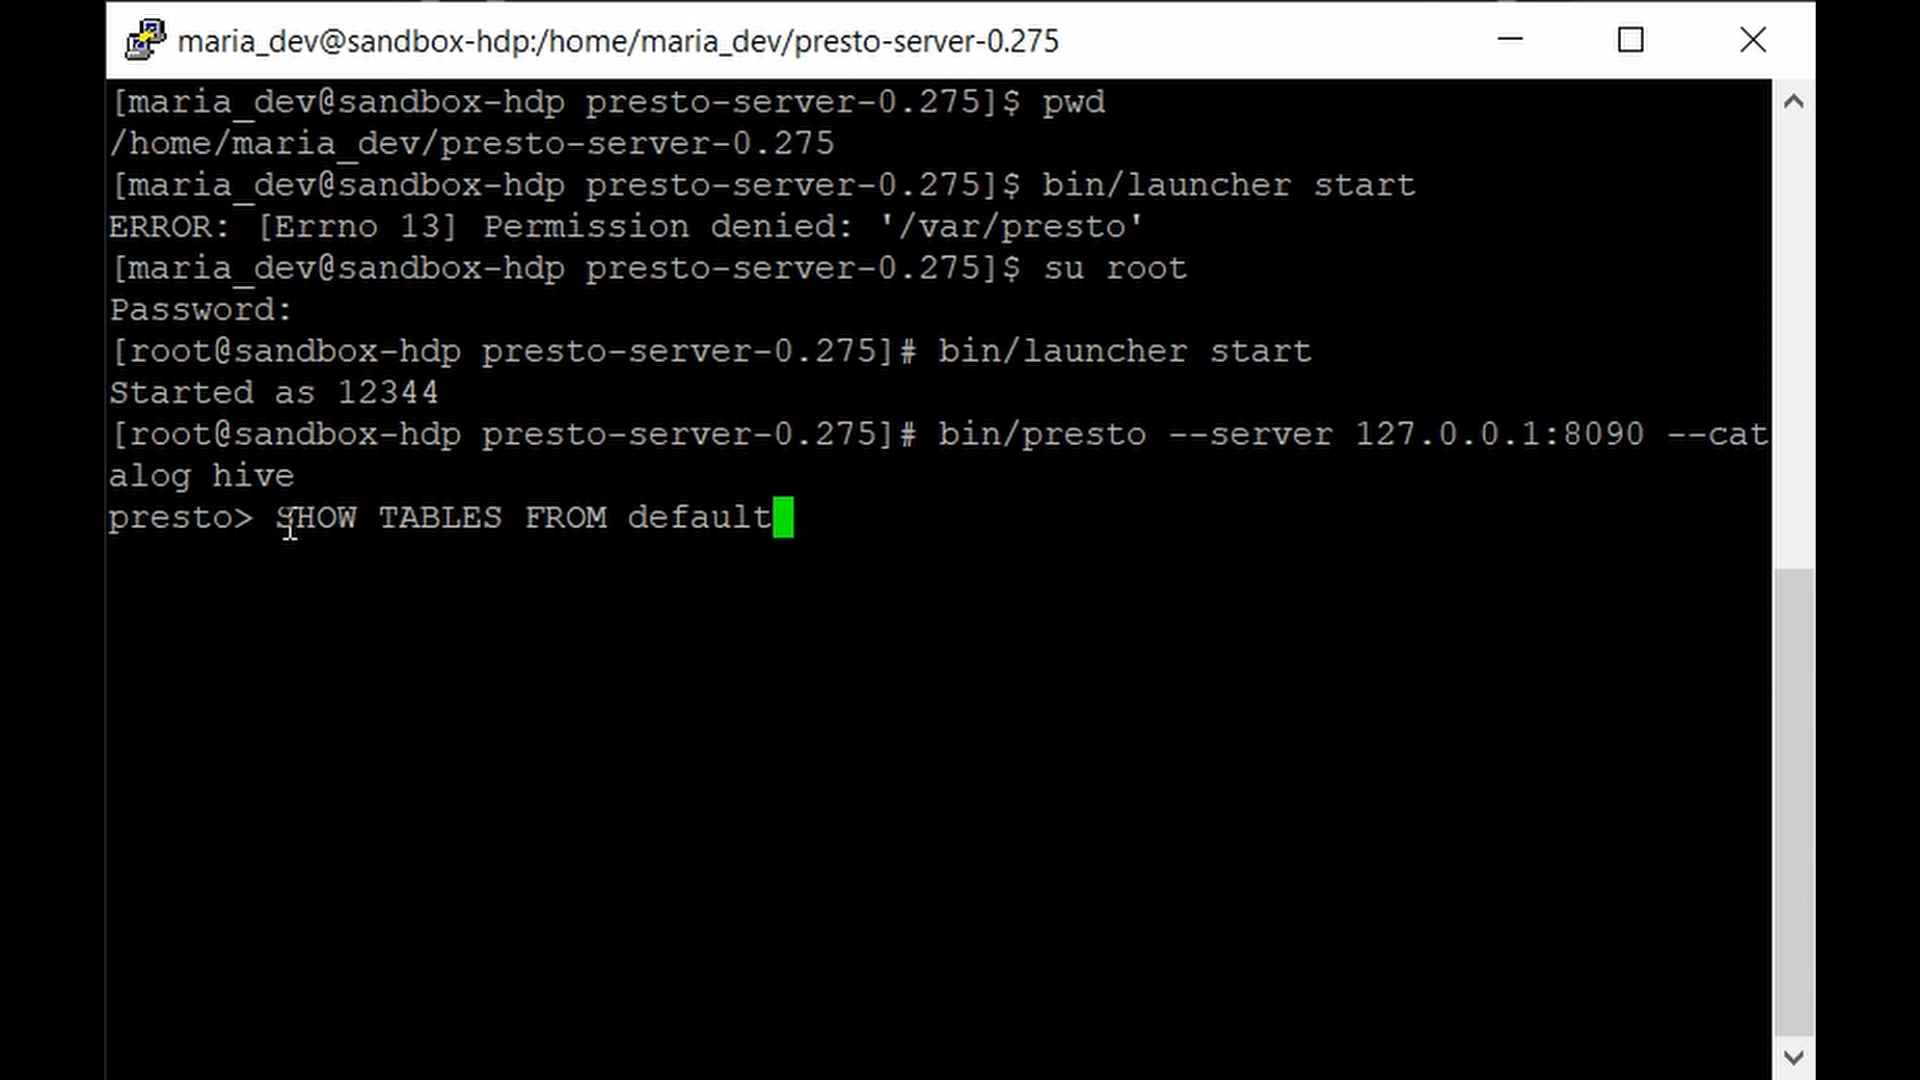 maria_dev@sandbox-hdp:/home/maria_dev/presto-server-0.275
[maria_dev@sandbox-hdp presto-server-0.275]$ pwd
/home/maria_dev/presto-server-0.275
[maria_dev@sandbox-hdp presto-server-0.275]$ bin/launcher start
ERROR: [Errno 13] Permission denied: '/var/presto'
[maria_dev@sandbox-hdp presto-server-0.275]$ su root
Password:
[root@sandbox-hdp presto-server-0.275]# bin/launcher start
Started as 12344
[root@sandbox-hdp presto-server-0.275]# bin/presto --server 127.0.0.1:8090 --cat
alog hive
presto> SHOW TABLES FROM default